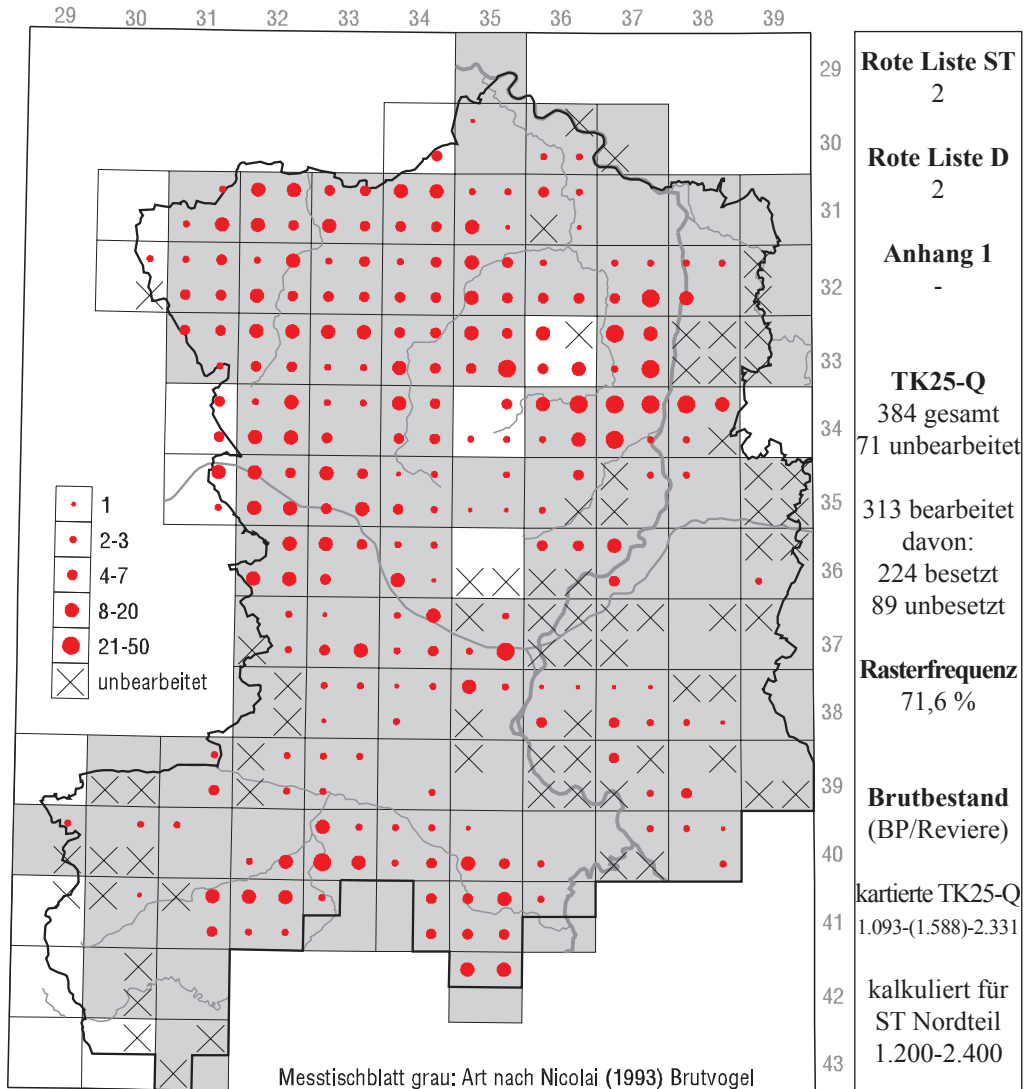 29 30 31 32 33 34 35 36 37 38 39
29
30
31
32
33
34
35
36
37
38
39
40
41
42
43
1
2-3
4-7
8-20
21-50
unbearbeitet
Messtischblatt grau: Art nach Nicolai (1993) Brutvogel
Rote Liste ST
2
Rote Liste D
2
Anhang 1
-
TK25-Q
384 gesamt
71 unbearbeitet
313 bearbeitet
davon:
224 besetzt
89 unbesetzt
Rasterfrequenz
71,6 %
Brutbestand
(BP/Reviere)
kartierte TK25-Q
1.093-(1.588)-2.331
kalkuliert für
ST Nordteil
1.200-2.400